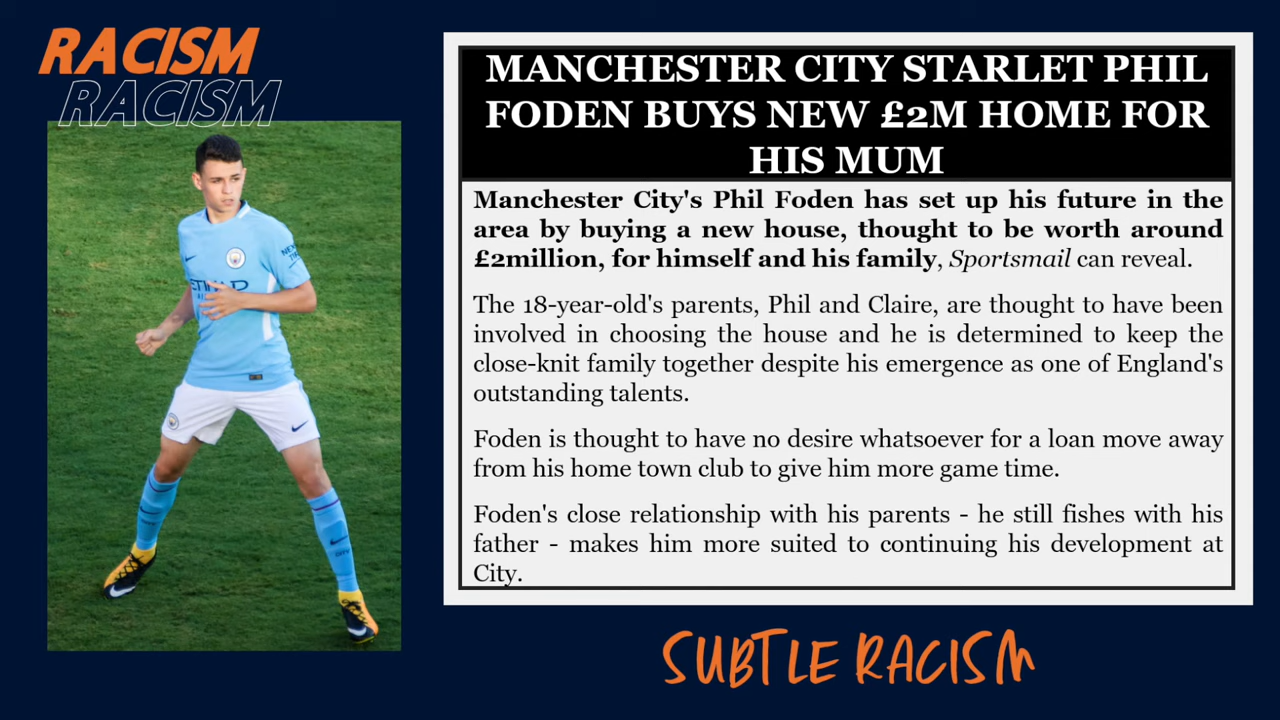 RACISM
RACISM
MANCHESTER CITY STARLET PHIL
FODEN BUYS NEW £2M HOME FOR
HIS MUM
Manchester City's Phil Foden has set up his future in the
area by buying a new house, thought to be worth around
£2million, for himself and his family, Sportsmail can reveal.
The 18-year-old's parents, Phil and Claire, are thought to have been
involved in choosing the house and he is determined to keep the
close-knit family together despite his emergence as one of England's
outstanding talents.
Foden is thought to have no desire whatsoever for a loan move away
from his home town club to give him more game time.
Foden's close relationship with his parents - he still fishes with his
father - makes him more suited to continuing his development at
City.
SUBTLE RACISM